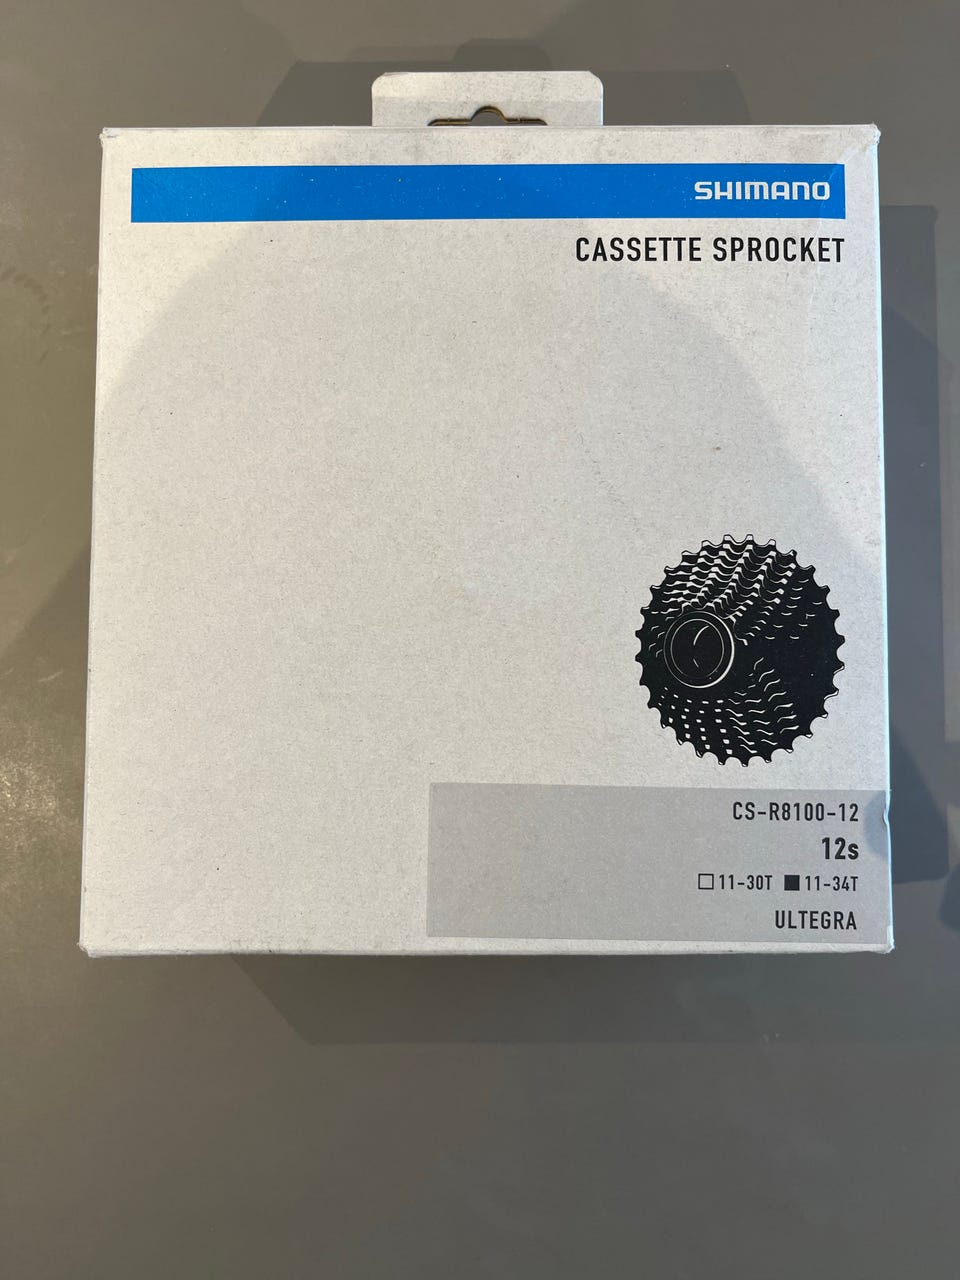 SHIMANO
CASSETTE SPROCKET
CS-R8100-12
12s
☐ 11-30T ■ 11-34T
ULTEGRA